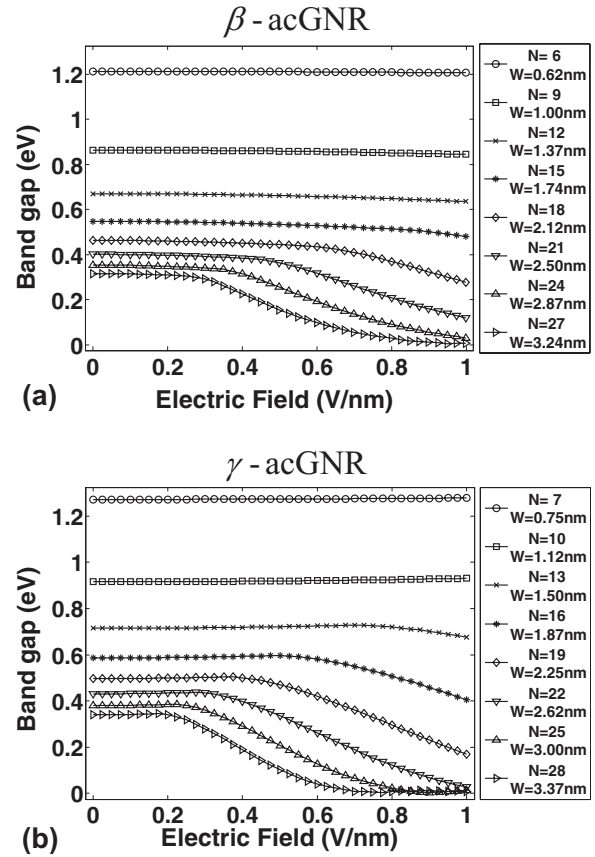 β - acGNR
1.2
1
0.8
0.6
0.4
0.2
0
Band gap (eV)
0 0.2 0.4 0.6 0.8 1
Electric Field (V/nm)
(a)
N= 6
W=0.62nm
N= 9
W=1.00nm
N=12
W=1.37nm
N=15
W=1.74nm
N=18
W=2.12nm
N=21
W=2.50nm
N=24
W=2.87nm
N=27
W=3.24nm
γ - acGNR
1.2
1
0.8
0.6
0.4
0.2
0
Band gap (eV)
0 0.2 0.4 0.6 0.8 1
Electric Field (V/nm)
(b)
N= 7
W=0.75nm
N=10
W=1.12nm
N=13
W=1.50nm
N=16
W=1.87nm
N=19
W=2.25nm
N=22
W=2.62nm
N=25
W=3.00nm
N=28
W=3.37nm